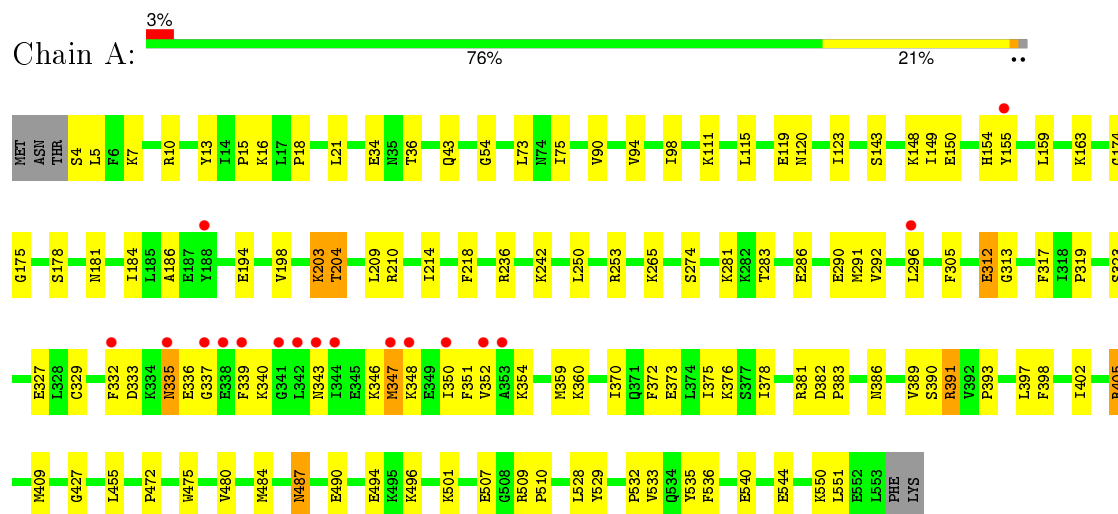 3%
Chain A:
76% 21% ••
MET ASN THR S4 L5 F6 K7 R10 Y13 I14 P15 K16 L17 P18 L21 E34 N35 T36 Q43 G54 L73 N74 I75 V90 V94 I98 K111 L115 E119 N120 I123 S143 K148 I149 E150 H154 Y155 L159 K163 G174
G175 S178 N181 I184 L185 A186 E187 Y188 E194 V198 K203 T204 L209 R210 I214 F218 R236 K242 L250 R253 K265 S274 K281 K282 T283 E286 E290 M291 V292 L296 F305 E312 G313 F317 I318 P319 S323
E327 L328 C329 F332 D333 K334 N335 E336 G337 E338 F339 K340 G341 L342 N343 I344 E345 K346 M347 K348 E349 I350 F351 V352 A353 K354 M359 K360 I370 Q371 F372 E373 L374 I375 K376 S377 I378 R381 D382 P383 N386 V389 S390 R391 V392 P393 L397 F398 I402 R405
M409 G427 L455 P472 W475 V480 M484 N487 E490 E494 K495 K496 K501 E507 G508 R509 P510 L528 Y529 P532 V533 Q534 Y535 F536 E540 E544 K550 L551 E552 L553 PHE LYS